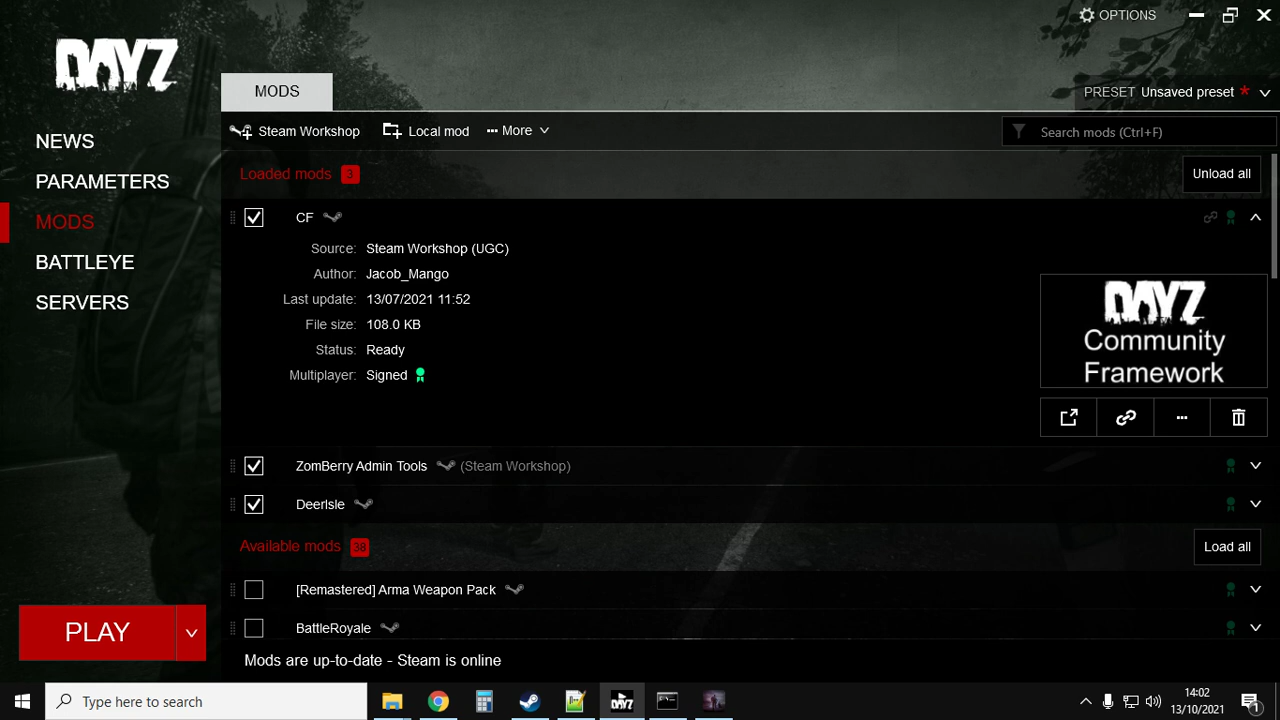 OPTIONS
DAYZ
MODS
PRESET Unsaved preset *
Steam Workshop Local mod ··· More
Search mods (Ctrl+F)
NEWS
PARAMETERS
MODS
BATTLEYE
SERVERS
Loaded mods 3
Unload all
CF
Source: Steam Workshop (UGC)
Author: Jacob_Mango
Last update: 13/07/2021 11:52
File size: 108.0 KB
Status: Ready
Multiplayer: Signed
DAYZ
Community
Framework
ZomBerry Admin Tools (Steam Workshop)
DeerIsle
Available mods 38
Load all
[Remastered] Arma Weapon Pack
BattleRoyale
PLAY
Mods are up-to-date - Steam is online
Type here to search
DAYZ
14:02
13/10/2021
1